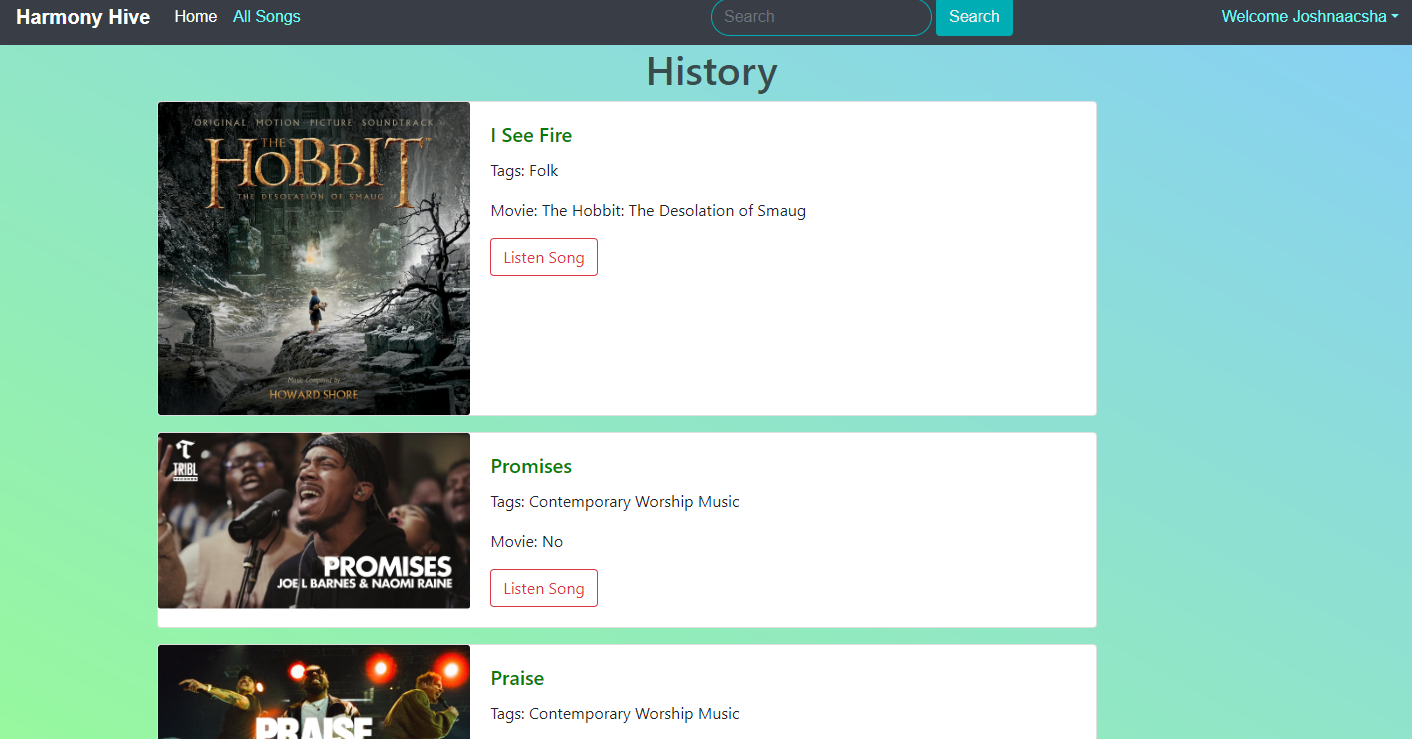 Harmony Hive Home All Songs Search Search Welcome Joshnaacsha
History
ORIGINAL MOTION PICTURE SOUNDTRACK
THE
HOBBIT
THE DESOLATION OF SMAUG
Music Composed by
HOWARD SHORE
I See Fire
Tags: Folk
Movie: The Hobbit: The Desolation of Smaug
Listen Song
TRIBL
RECORDS
PROMISES
JOE L BARNES & NAOMI RAINE
Promises
Tags: Contemporary Worship Music
Movie: No
Listen Song
PRAISE
Praise
Tags: Contemporary Worship Music